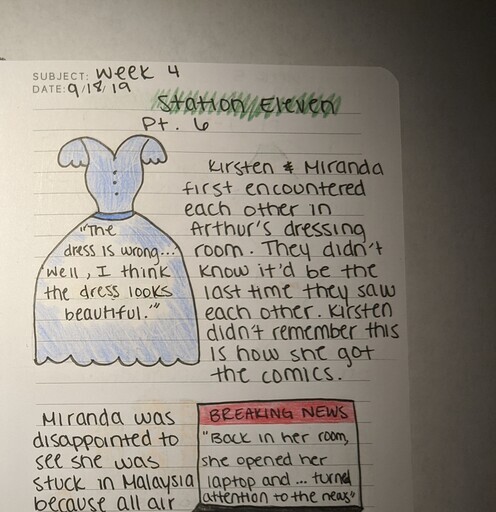 SUBJECT: Week 4
DATE: 9/18/19
Station Eleven
Pt. 6
"The
dress is wrong...
Well, I think
the dress looks
beautiful.'"
Kirsten & Miranda
first encountered
each other in
Arthur's dressing
room. They didn't
know it'd be the
last time they saw
each other. Kirsten
didn't remember this
is how she got
the comics.
Miranda was
disappointed to
see she was
stuck in Malaysia
because all air
BREAKING NEWS
"Back in her room,
she opened her
laptop and ... turned
attention to the news"